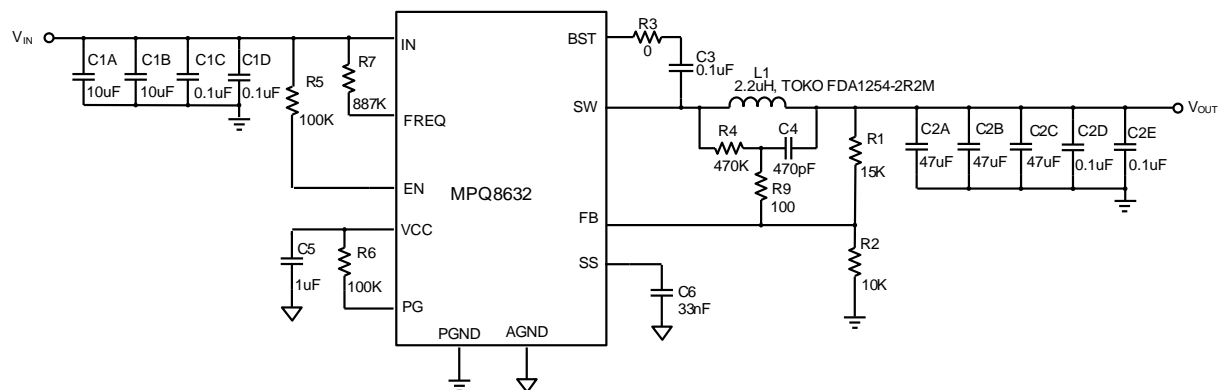 VIN
C1A
10uF
C1B
10uF
C1C
0.1uF
C1D
0.1uF
R5
100K
R7
887K
IN
FREQ
EN
VCC
PG
MPQ8632
PGND
AGND
BST
SW
FB
SS
C5
1uF
R6
100K
R3
0
C3
0.1uF
L1
2.2uH, TOKO FDA1254-2R2M
R4
470K
C4
470pF
R9
100
R1
15K
R2
10K
C6
33nF
C2A
47uF
C2B
47uF
C2C
47uF
C2D
0.1uF
C2E
0.1uF
VOUT